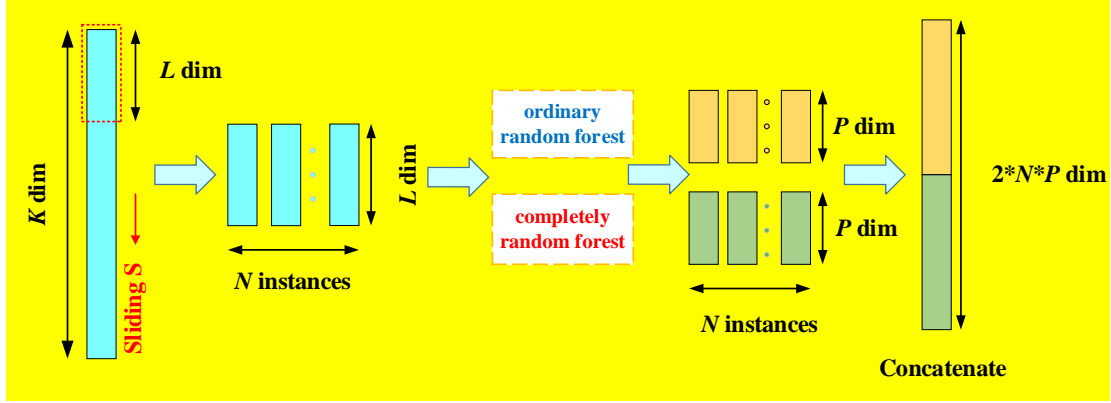 K dim
L dim
Sliding S
N instances
L dim
ordinary
random forest
completely
random forest
P dim
P dim
N instances
2*N*P dim
Concatenate